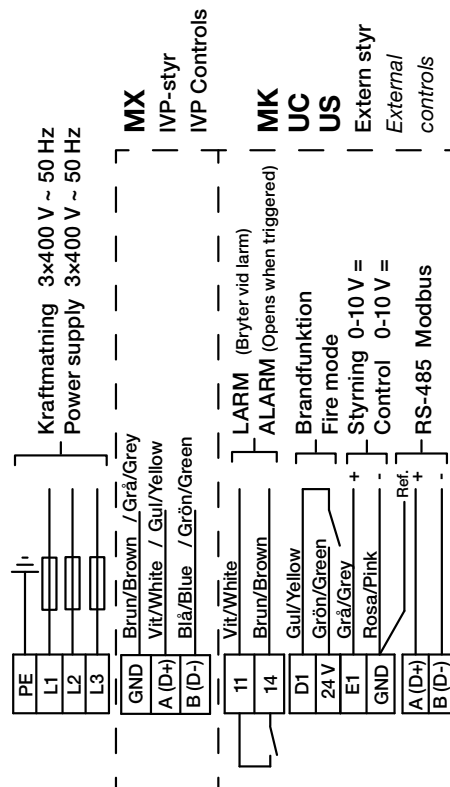 Kraftmatning 3x400 V ~ 50 Hz
Power supply 3x400 V ~ 50 Hz
PE
L1
L2
L3
MX
IVP-styr
IVP Controls
Brun/Brown / Grå/Grey
Vit/White / Gul/Yellow
Blå/Blue / Grön/Green
GND
A (D+)
B (D-)
MK
UC
US
Extern styr
External
controls
LARM (Bryter vid larm)
ALARM (Opens when triggered)
Vit/White
Brun/Brown
11
14
Brandfunktion
Fire mode
Gul/Yellow
Grön/Green
D1
24 V
Styrning 0-10 V =
Control 0-10 V =
Grå/Grey +
Rosa/Pink -
E1
GND
RS-485 Modbus
Ref.
+
-
A (D+)
B (D-)